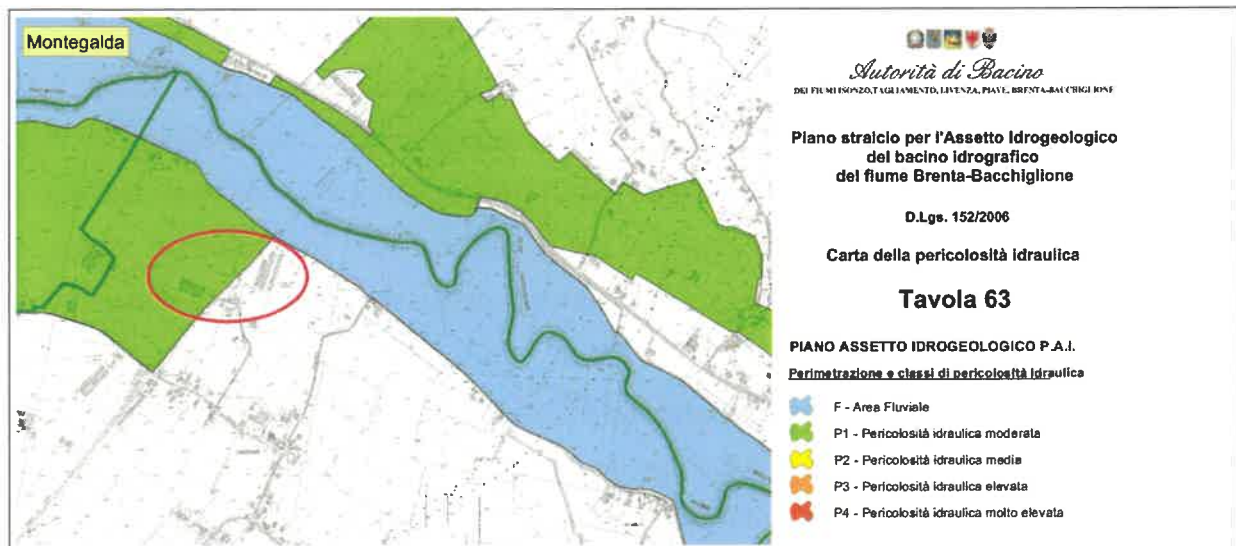 Montegalda
Autorità di Bacino
DEI FIUMI ISONZO, TAGLIAMENTO, LIVENZA, PIAVE, BRENTA-BACCHIGLIONE
Piano stralcio per l'Assetto Idrogeologico
del bacino idrografico
del fiume Brenta-Bacchiglione
D.Lgs. 152/2006
Carta della pericolosità idraulica
Tavola 63
PIANO ASSETTO IDROGEOLOGICO P.A.I.
Perimetrazione e classi di pericolosità idraulica
F - Area Fluviale
P1 - Pericolosità idraulica moderata
P2 - Pericolosità idraulica media
P3 - Pericolosità idraulica elevata
P4 - Pericolosità idraulica molto elevata